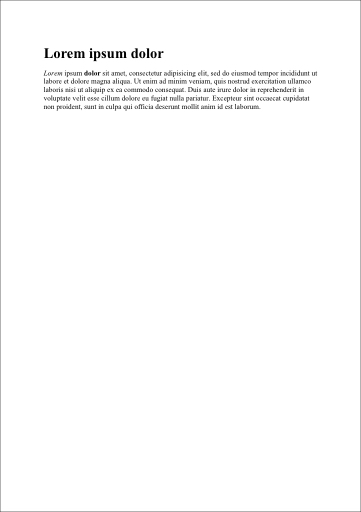 Lorem ipsum dolor
Lorem ipsum dolor sit amet, consectetur adipisicing elit, sed do eiusmod tempor incididunt ut
labore et dolore magna aliqua. Ut enim ad minim veniam, quis nostrud exercitation ullamco
laboris nisi ut aliquip ex ea commodo consequat. Duis aute irure dolor in reprehenderit in
voluptate velit esse cillum dolore eu fugiat nulla pariatur. Excepteur sint occaecat cupidatat
non proident, sunt in culpa qui officia deserunt mollit anim id est laborum.